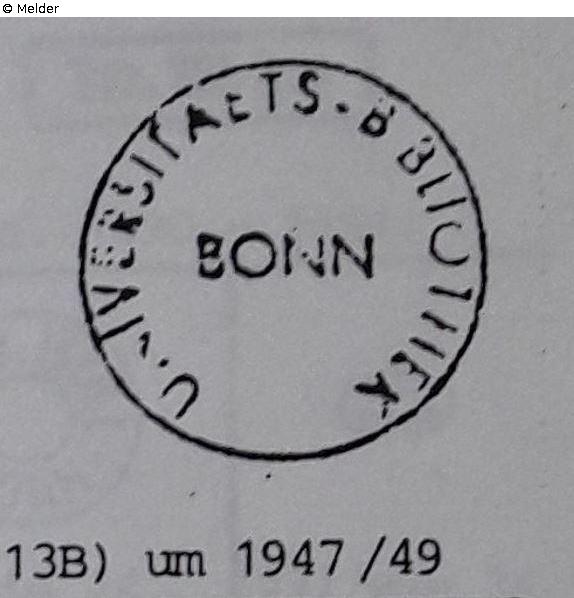 © Melder
UNIVERSITAETS-BIBLIOTHEK
BONN
13B) um 1947/49